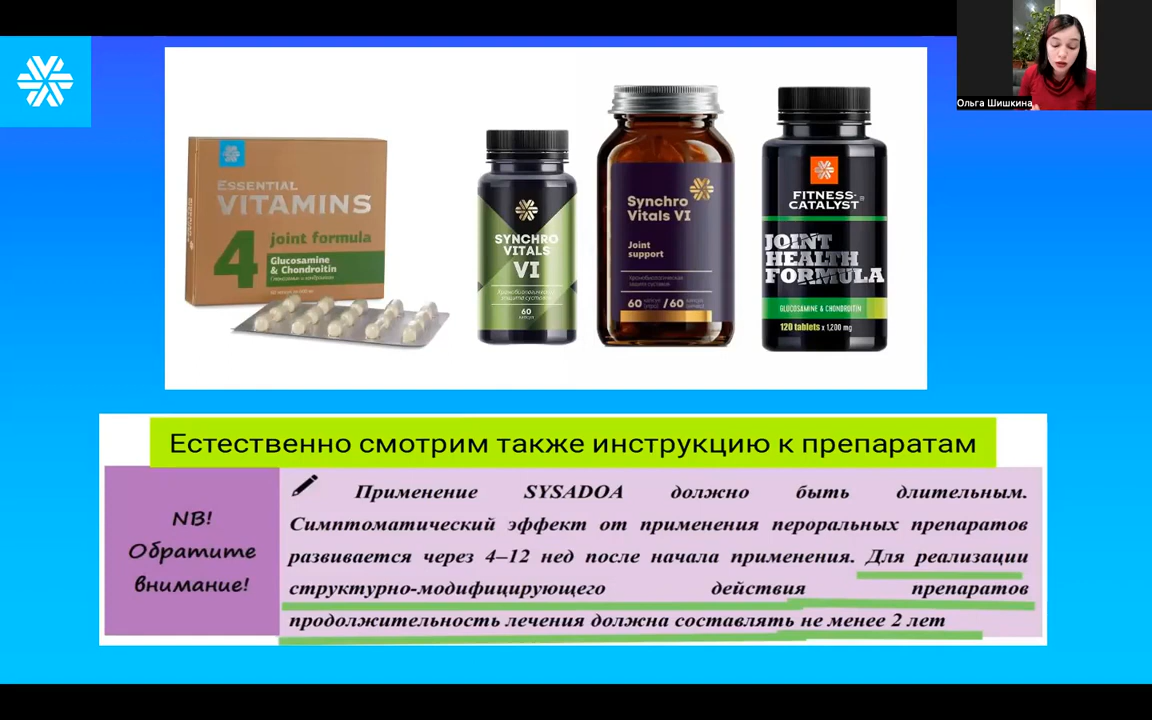 Ольга Шишкина
ESSENTIAL
VITAMINS
4
joint formula
Glucosamine
& Chondroitin
SYNCHRO
VITALS
VI
60
Synchro
Vitals VI
Joint
support
60 / 60
FITNESS
CATALYST®
JOINT
HEALTH
FORMULA
GLUCOSAMINE & CHONDROITIN
120 tablets x 1,200 mg
Естественно смотрим также инструкцию к препаратам
NB!
Обратите
внимание!
Применение SYSADOA должно быть длительным.
Симптоматический эффект от применения пероральных препаратов
развивается через 4–12 нед после начала применения. Для реализации
структурно-модифицирующего действия препаратов
продолжительность лечения должна составлять не менее 2 лет